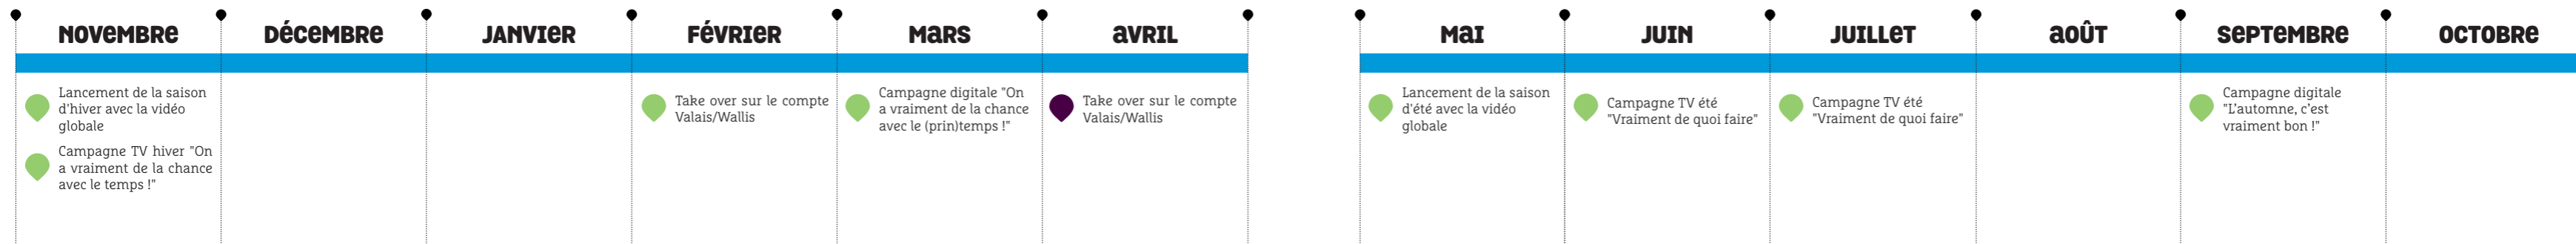 NOVEMBRE
DÉCEMBRE
JANVIER
FÉVRIER
MARS
AVRIL
MAI
JUIN
JUILLET
AOÛT
SEPTEMBRE
OCTOBRE
Lancement de la saison
d'hiver avec la vidéo
globale
Campagne TV hiver "On
a vraiment de la chance
avec le temps !"
Take over sur le compte
Valais/Wallis
Campagne digitale "On
a vraiment de la chance
avec le (prin)temps !"
Take over sur le compte
Valais/Wallis
Lancement de la saison
d'été avec la vidéo
globale
Campagne TV été
"Vraiment de quoi faire"
Campagne TV été
"Vraiment de quoi faire"
Campagne digitale
"L'automne, c'est
vraiment bon !"